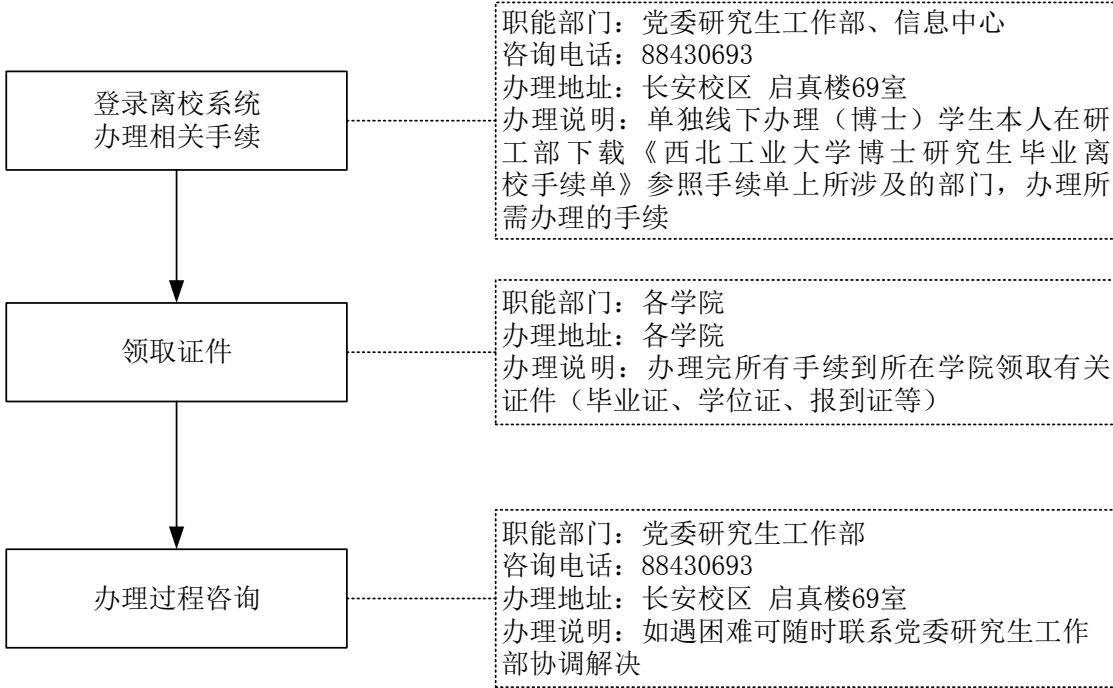 登录离校系统
办理相关手续
职能部门：党委研究生工作部、信息中心
咨询电话：88430693
办理地址：长安校区 启真楼69室
办理说明：单独线下办理（博士）学生本人在研
工部下载《西北工业大学博士研究生毕业离
校手续单》参照手续单上所涉及的部门，办理所
需办理的手续
领取证件
职能部门：各学院
办理地址：各学院
办理说明：办理完所有手续到所在学院领取有关
证件（毕业证、学位证、报到证等）
办理过程咨询
职能部门：党委研究生工作部
咨询电话：88430693
办理地址：长安校区 启真楼69室
办理说明：如遇困难可随时联系党委研究生工作
部协调解决